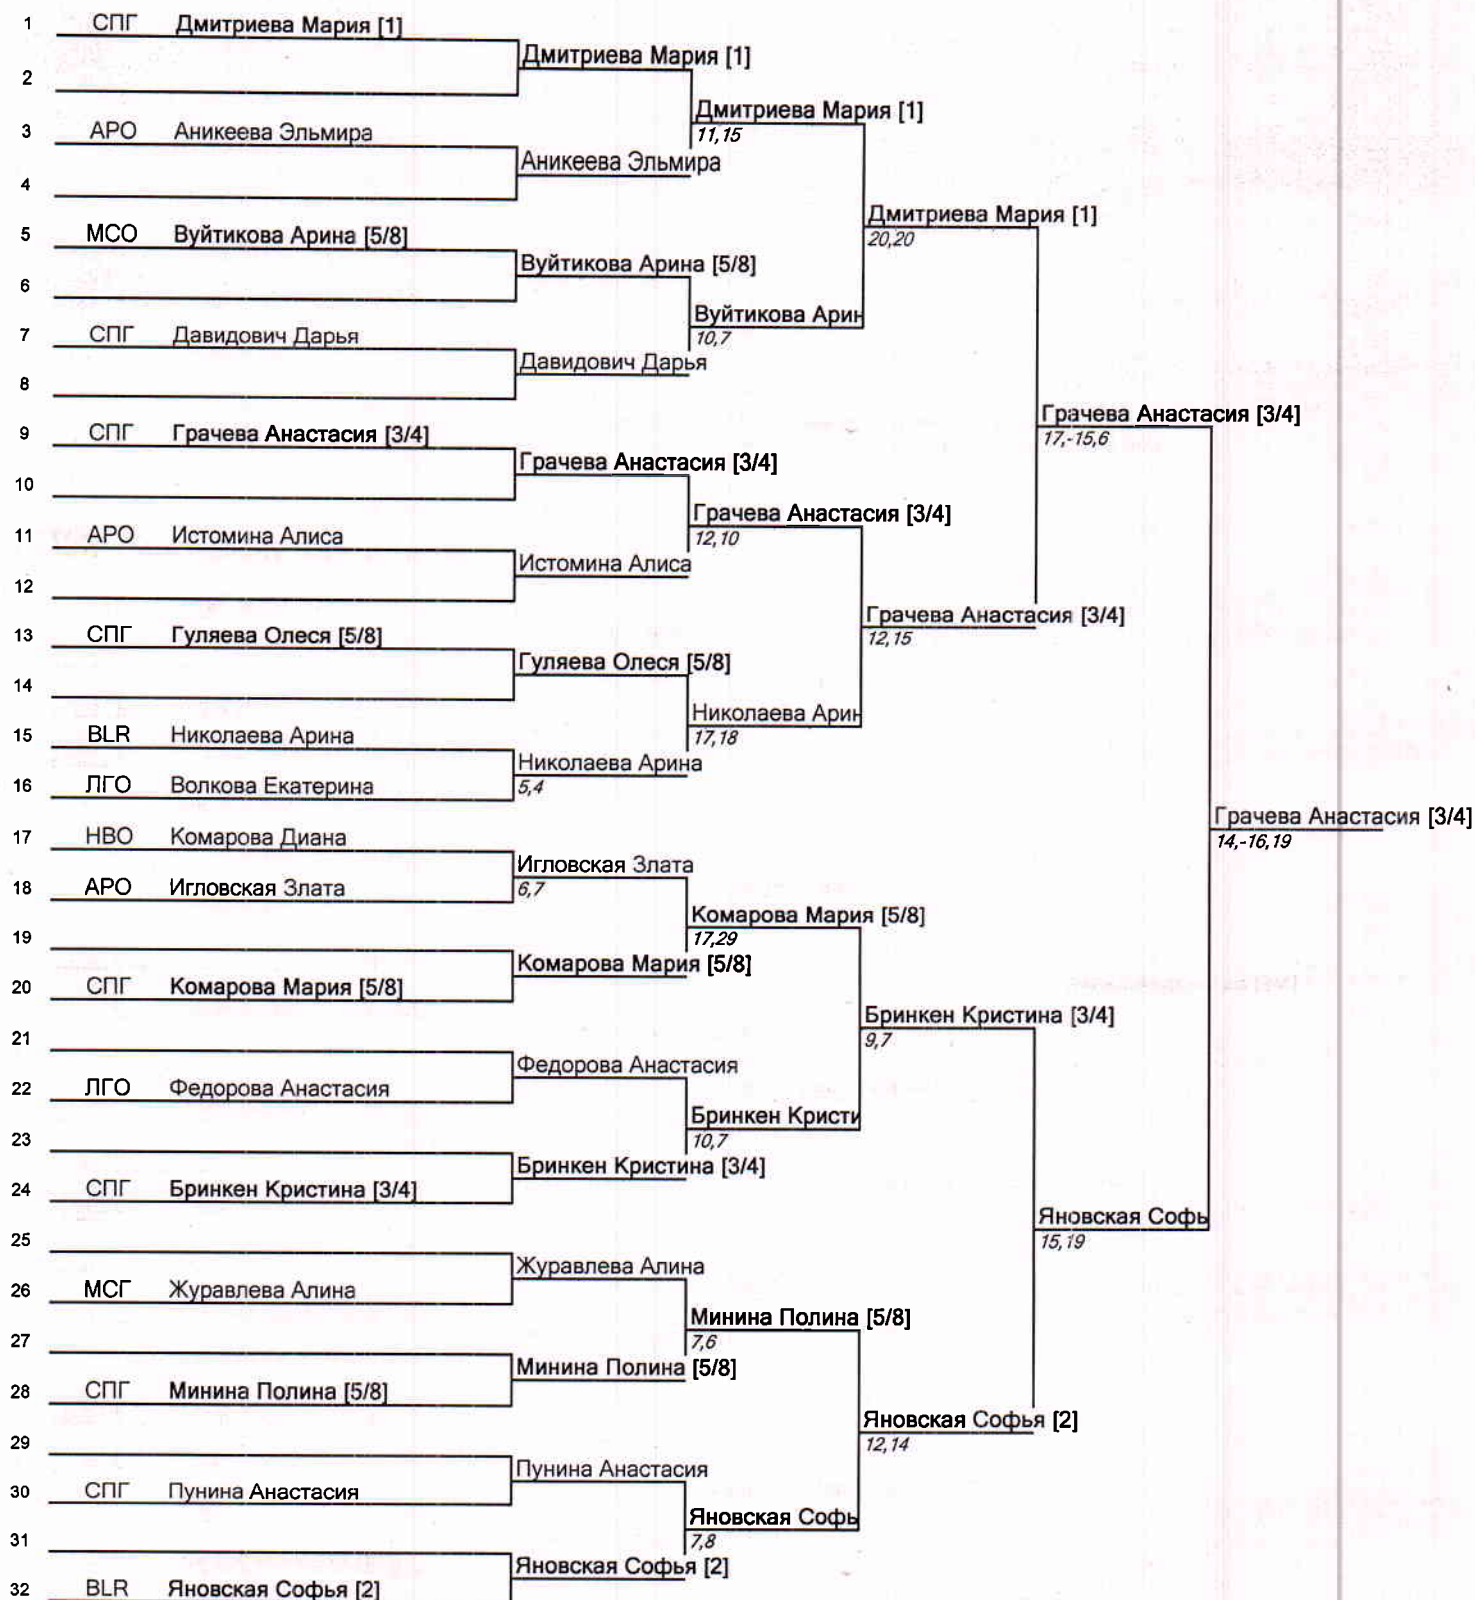 1 СПГ Дмитриева Мария [1]
Дмитриева Мария [1]
2
Дмитриева Мария [1]
11,15
3 АРО Аникеева Эльмира
Аникеева Эльмира
4
Дмитриева Мария [1]
20,20
5 МСО Вуйтикова Арина [5/8]
Вуйтикова Арина [5/8]
6
Вуйтикова Арин
10,7
7 СПГ Давидович Дарья
Давидович Дарья
8
Грачева Анастасия [3/4]
17,-15,6
9 СПГ Грачева Анастасия [3/4]
Грачева Анастасия [3/4]
10
Грачева Анастасия [3/4]
12,10
11 АРО Истомина Алиса
Истомина Алиса
12
Грачева Анастасия [3/4]
12,15
13 СПГ Гуляева Олеся [5/8]
Гуляева Олеся [5/8]
14
Николаева Арин
17,18
15 BLR Николаева Арина
Николаева Арина
5,4
16 ЛГО Волкова Екатерина
Грачева Анастасия [3/4]
14,-16,19
17 НВО Комарова Диана
Игловская Злата
6,7
18 АРО Игловская Злата
Комарова Мария [5/8]
17,29
19
Комарова Мария [5/8]
20 СПГ Комарова Мария [5/8]
Бринкен Кристина [3/4]
9,7
21
Федорова Анастасия
22 ЛГО Федорова Анастасия
Бринкен Кристи
10,7
23
Бринкен Кристина [3/4]
24 СПГ Бринкен Кристина [3/4]
Яновская Софь
15,19
25
Журавлева Алина
26 МСГ Журавлева Алина
Минина Полина [5/8]
7,6
27
Минина Полина [5/8]
28 СПГ Минина Полина [5/8]
Яновская Софья [2]
12,14
29
Пунина Анастасия
30 СПГ Пунина Анастасия
Яновская Софь
7,8
31
Яновская Софья [2]
32 BLR Яновская Софья [2]